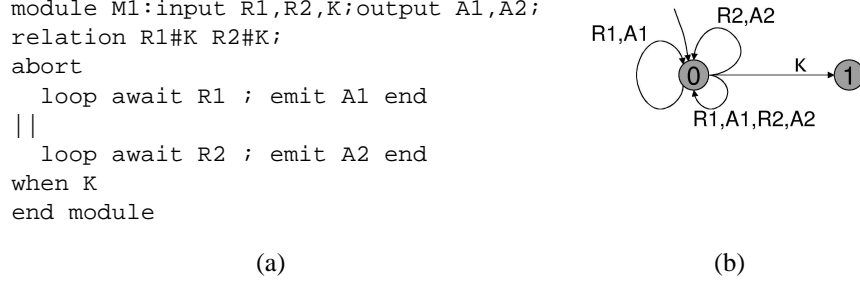 module M1:input R1,R2,K;output A1,A2;
relation R1#K R2#K;
abort
loop await R1 ; emit A1 end
||
loop await R2 ; emit A2 end
when K
end module
(a)
R1,A1
R2,A2
0
K
1
R1,A1,R2,A2
(b)